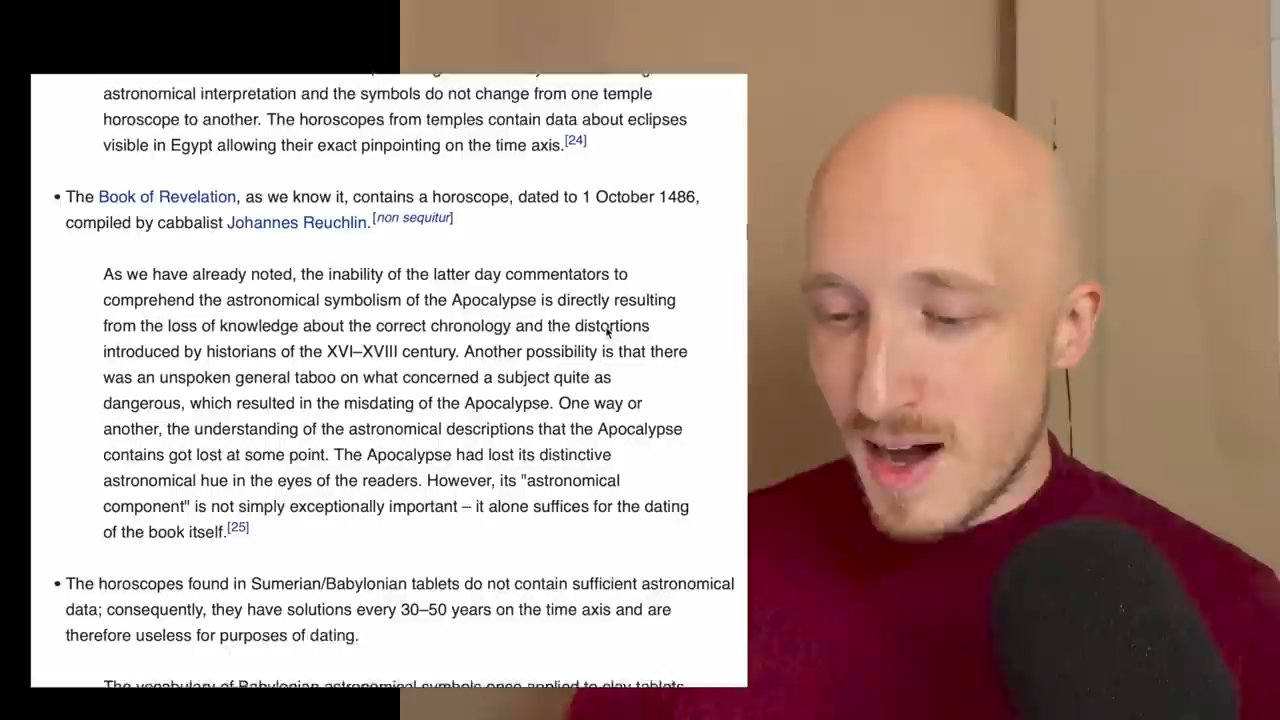 astronomical interpretation and the symbols do not change from one temple
horoscope to another. The horoscopes from temples contain data about eclipses
visible in Egypt allowing their exact pinpointing on the time axis.[24]
• The Book of Revelation, as we know it, contains a horoscope, dated to 1 October 1486,
compiled by cabbalist Johannes Reuchlin.[non sequitur]
As we have already noted, the inability of the latter day commentators to
comprehend the astronomical symbolism of the Apocalypse is directly resulting
from the loss of knowledge about the correct chronology and the distortions
introduced by historians of the XVI–XVIII century. Another possibility is that there
was an unspoken general taboo on what concerned a subject quite as
dangerous, which resulted in the misdating of the Apocalypse. One way or
another, the understanding of the astronomical descriptions that the Apocalypse
contains got lost at some point. The Apocalypse had lost its distinctive
astronomical hue in the eyes of the readers. However, its "astronomical
component" is not simply exceptionally important – it alone suffices for the dating
of the book itself.[25]
• The horoscopes found in Sumerian/Babylonian tablets do not contain sufficient astronomical
data; consequently, they have solutions every 30–50 years on the time axis and are
therefore useless for purposes of dating.
The vocabulary of Babylonian astronomical symbols once applied to clay tablets